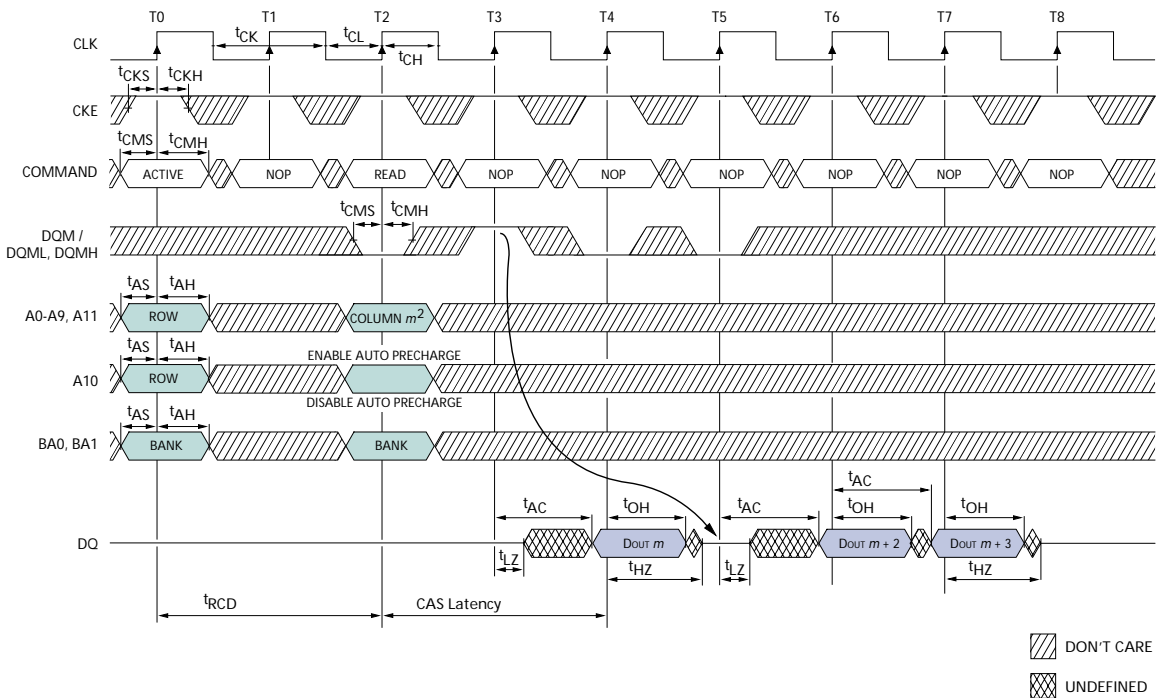 T0 T1 T2 T3 T4 T5 T6 T7 T8
CLK
tCK tCL
tCH
tCKS tCKH
CKE
tCMS tCMH
COMMAND ACTIVE NOP READ NOP NOP NOP NOP NOP NOP
tCMS tCMH
DQM /
DQML, DQMH
tAS tAH
A0-A9, A11 ROW COLUMN m2
tAS tAH ENABLE AUTO PRECHARGE
A10 ROW
DISABLE AUTO PRECHARGE
tAS tAH
BA0, BA1 BANK BANK
tAC
tAC tOH tAC tOH tOH
DQ DOUT m DOUT m + 2 DOUT m + 3
tLZ tHZ tLZ tHZ
tRCD CAS Latency
DON'T CARE
UNDEFINED